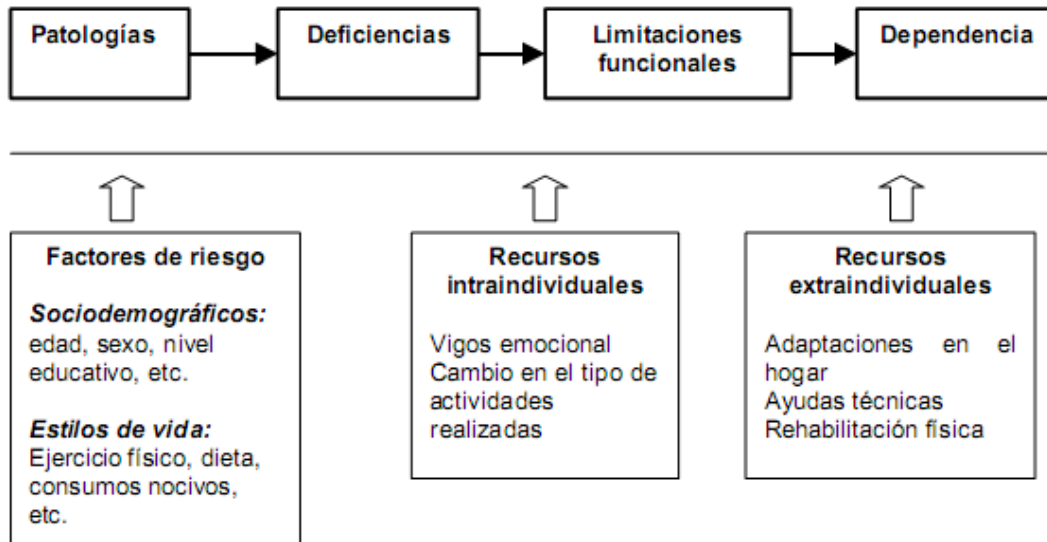 Patologías
Deficiencias
Limitaciones
funcionales
Dependencia
Factores de riesgo
Sociodemográficos:
edad, sexo, nivel
educativo, etc.
Estilos de vida:
Ejercicio físico, dieta,
consumos nocivos,
etc.
Recursos
intraindividuales
Vigos emocional
Cambio en el tipo de
actividades
realizadas
Recursos
extraindividuales
Adaptaciones en el
hogar
Ayudas técnicas
Rehabilitación física